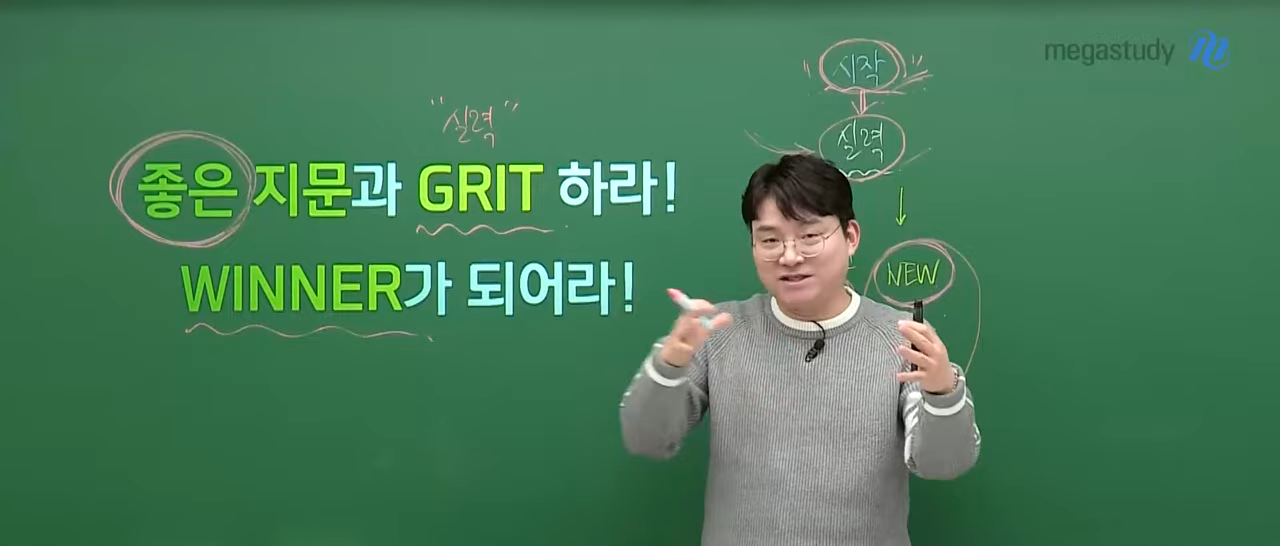 megastudy
시작
"실력"
실력
좋은 지문과 GRIT 하라!
NEW
WINNER가 되어라!